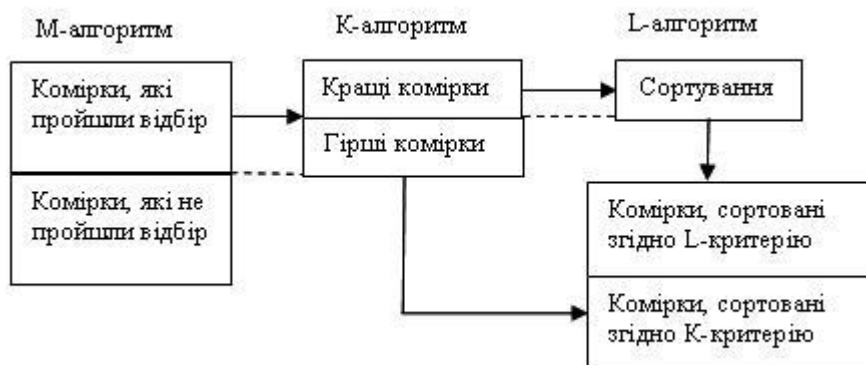 М-алгоритм
Комірки, які
пройшли відбір
Комірки, які не
пройшли відбір
К-алгоритм
Кращі комірки
Гірші комірки
L-алгоритм
Сортування
Комірки, сортовані
згідно L-критерію
Комірки, сортовані
згідно К-критерію